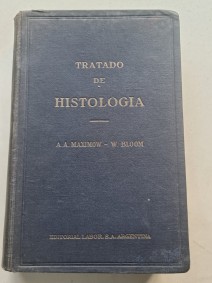 TRATADO
DE
HISTOLOGIA
A. A. MAXIMOW - W. BLOOM
EDITORIAL LABOR, S.A. ARGENTINA